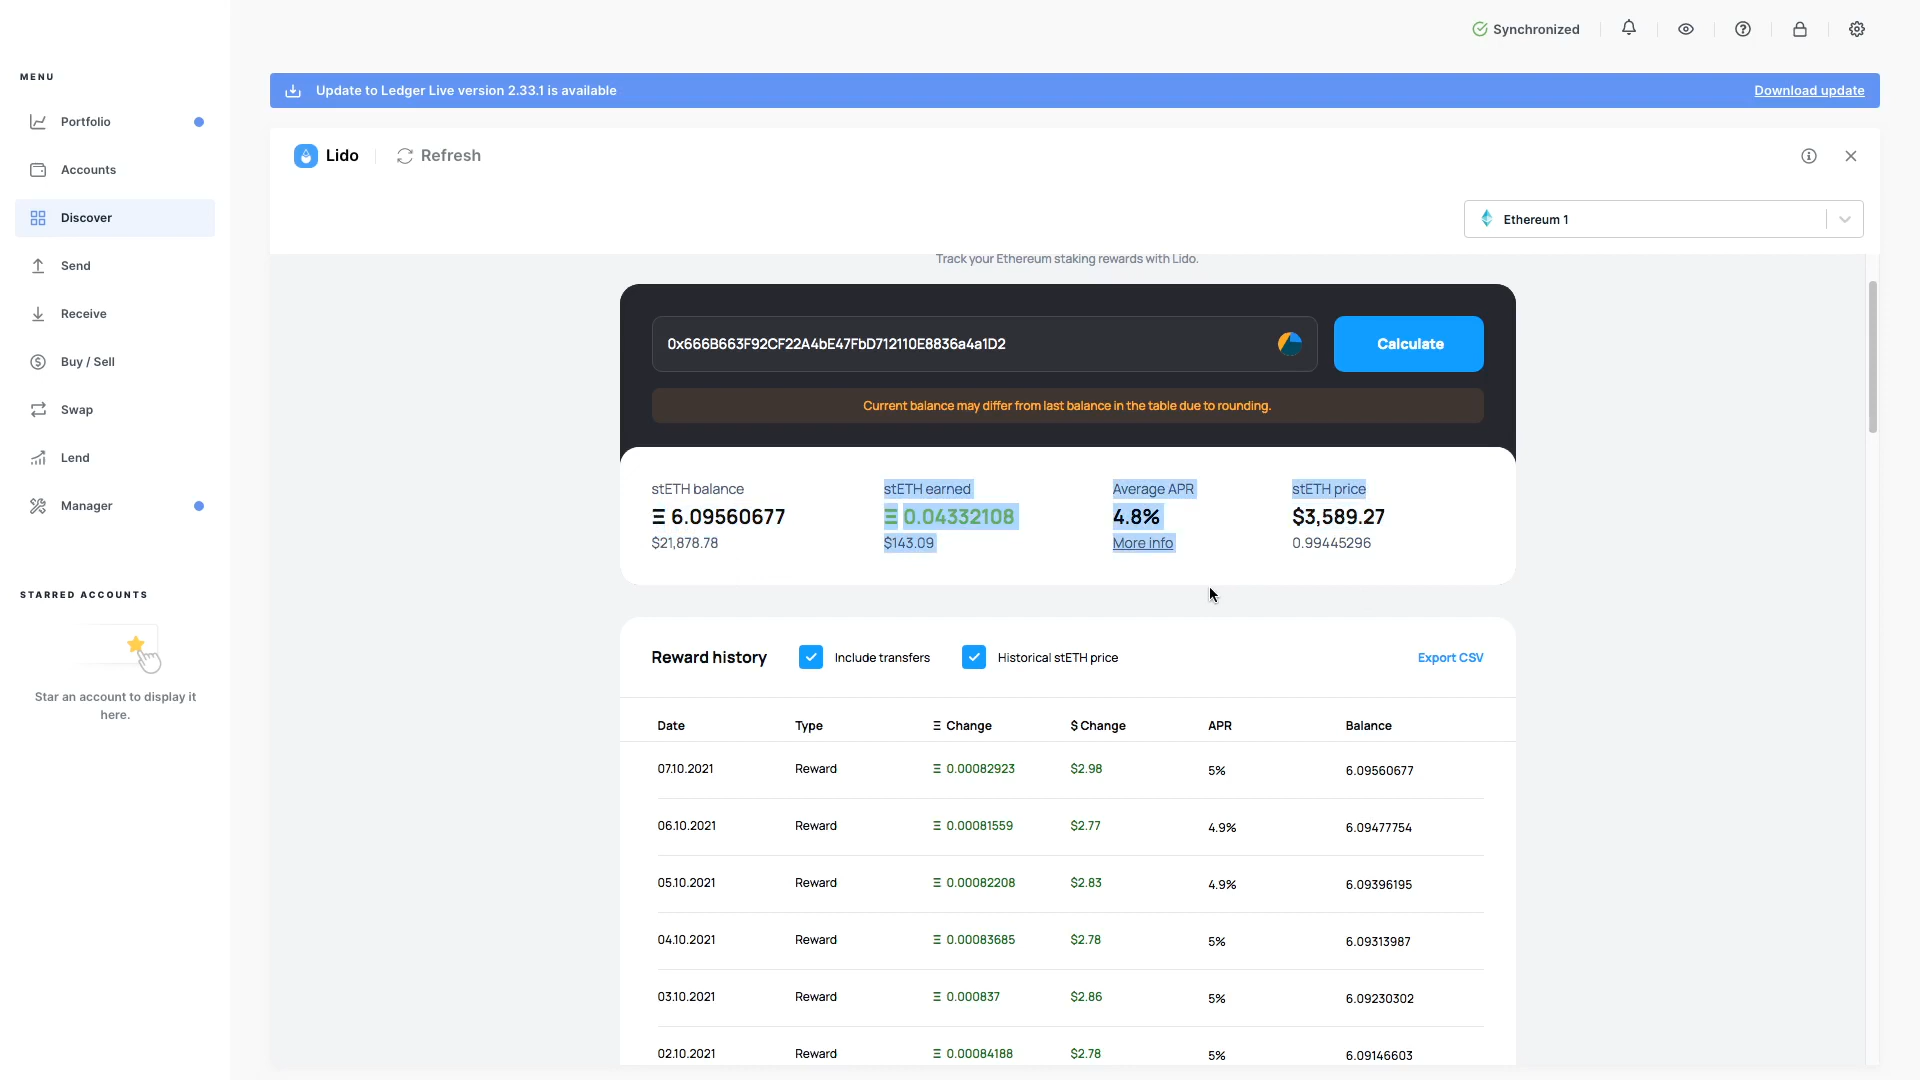 Synchronized
MENU
Update to Ledger Live version 2.33.1 is available
Download update
Portfolio
Accounts
Discover
Send
Receive
Buy / Sell
Swap
Lend
Manager
STARRED ACCOUNTS
Star an account to display it
here.
Lido
Refresh
Ethereum 1
Track your Ethereum staking rewards with Lido.
0x666B663F92CF22A4bE47FbD712110E8836a4a1D2
Calculate
Current balance may differ from last balance in the table due to rounding.
stETH balance stETH earned Average APR stETH price
Ξ 6.09560677 Ξ 0.04332108 4.8% $3,589.27
$21,878.78 $143.09 More info 0.99445296
Reward history Include transfers Historical stETH price Export CSV
Date Type Ξ Change $ Change APR Balance
07.10.2021 Reward Ξ 0.00082923 $2.98 5% 6.09560677
06.10.2021 Reward Ξ 0.00081559 $2.77 4.9% 6.09477754
05.10.2021 Reward Ξ 0.00082208 $2.83 4.9% 6.09396195
04.10.2021 Reward Ξ 0.00083685 $2.78 5% 6.09313987
03.10.2021 Reward Ξ 0.000837 $2.86 5% 6.09230302
02.10.2021 Reward Ξ 0.00084188 $2.78 5% 6.09146603